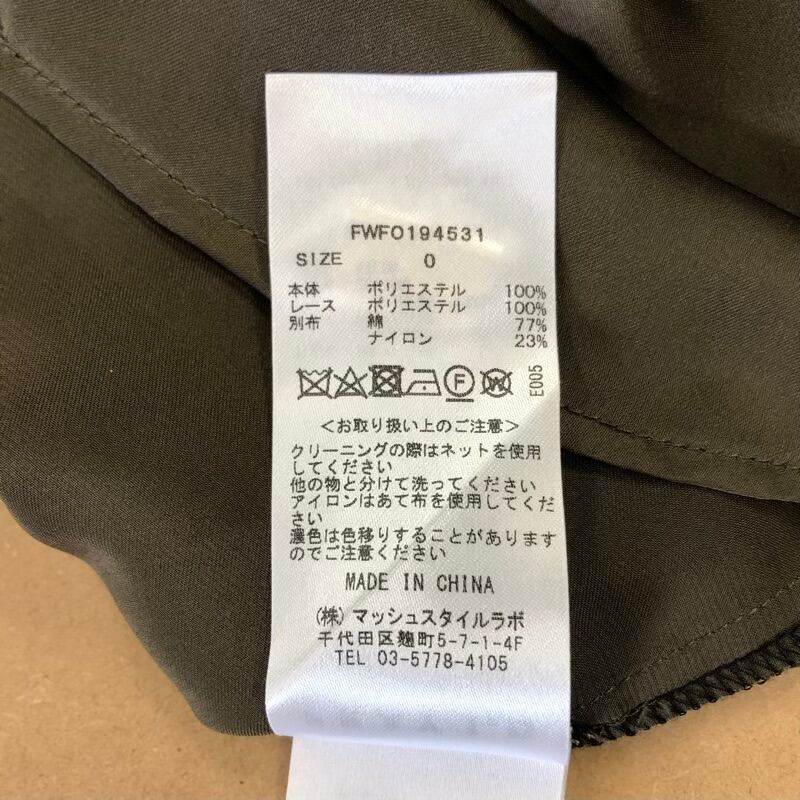 FWFO194531
SIZE 0
本体 ポリエステル 100%
レース ポリエステル 100%
別布 綿 77%
ナイロン 23%
F W E005
<お取り扱い上のご注意>
クリーニングの際はネットを使用
してください
他の物と分けて洗ってください
アイロンはあて布を使用してくだ
さい
濃色は色移りすることがあります
のでご注意ください
MADE IN CHINA
(株)マッシュスタイルラボ
千代田区麹町5-7-1-4F
TEL 03-5778-4105